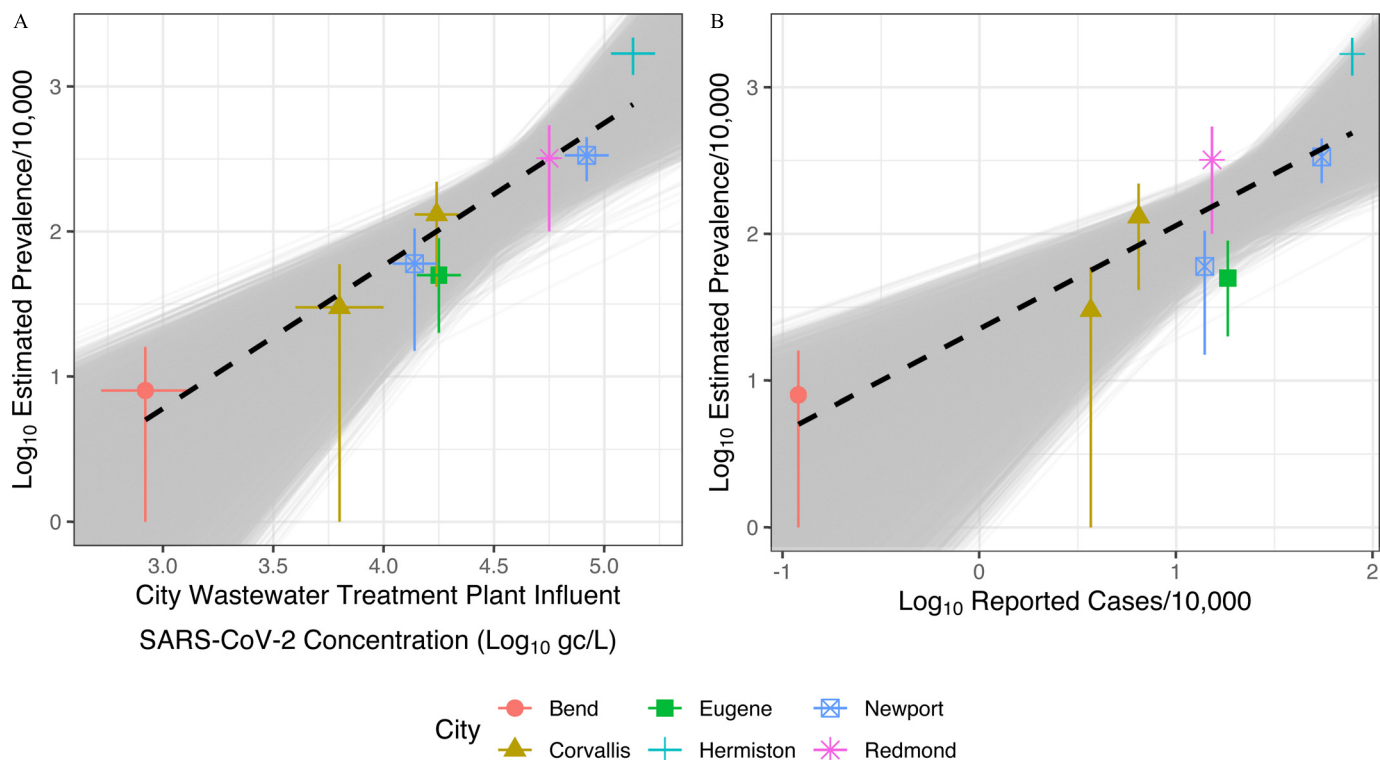 A
Log10 Estimated Prevalence/10,000
3
2
1
0
3.0 3.5 4.0 4.5 5.0
City Wastewater Treatment Plant Influent
SARS-CoV-2 Concentration (Log10 gc/L)
B
Log10 Estimated Prevalence/10,000
3
2
1
0
-1 0 1 2
Log10 Reported Cases/10,000
City
Bend Eugene Newport
Corvallis Hermiston Redmond